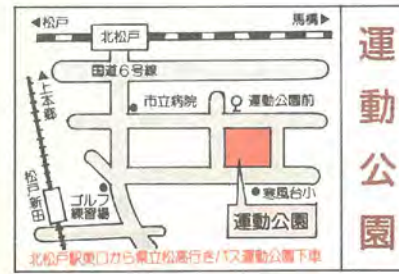 ◀松戸
馬橋▶
北松戸
国道6号線
▲上本郷
市立病院
運動公園前
松戸新田
ゴルフ
練習場
寒風台小
運動公園
北松戸駅東口から県立松高行きバス運動公園下車
運動公園